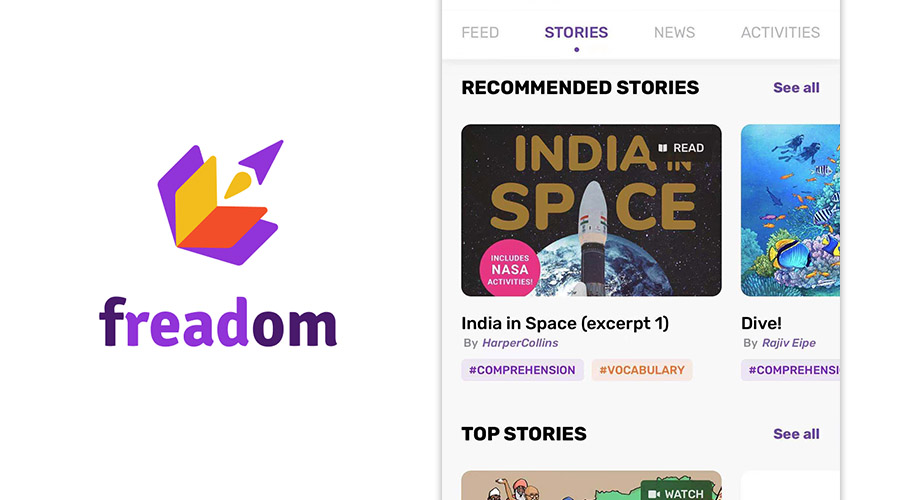 freadom
FEED STORIES NEWS ACTIVITIES
RECOMMENDED STORIES See all
READ
INDIA IN
SPACE
INCLUDES
NASA
ACTIVITIES!
India in Space (excerpt 1)
By HarperCollins
#COMPREHENSION #VOCABULARY
Dive!
By Rajiv Eipe
#COMPREHENSI
TOP STORIES See all
WATCH